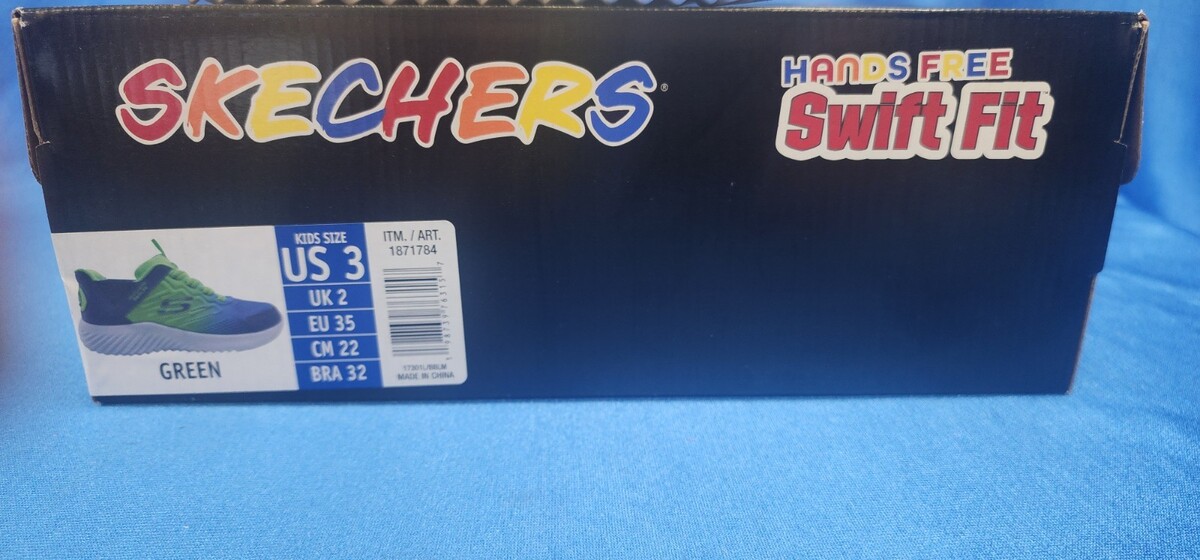 SKECHERS®
HANDS FREE
Swift Fit
GREEN
KIDS SIZE
US 3
UK 2
EU 35
CM 22
BRA 32
ITM. / ART.
1871784
MADE IN CHINA